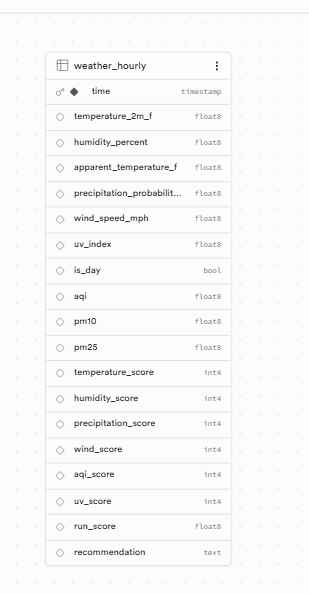 weather_hourly
time timestamp
temperature_2m_f float8
humidity_percent float8
apparent_temperature_f float8
precipitation_probabilit... float8
wind_speed_mph float8
uv_index float8
is_day bool
aqi float8
pm10 float8
pm25 float8
temperature_score int4
humidity_score int4
precipitation_score int4
wind_score int4
aqi_score int4
uv_score int4
run_score float8
recommendation text